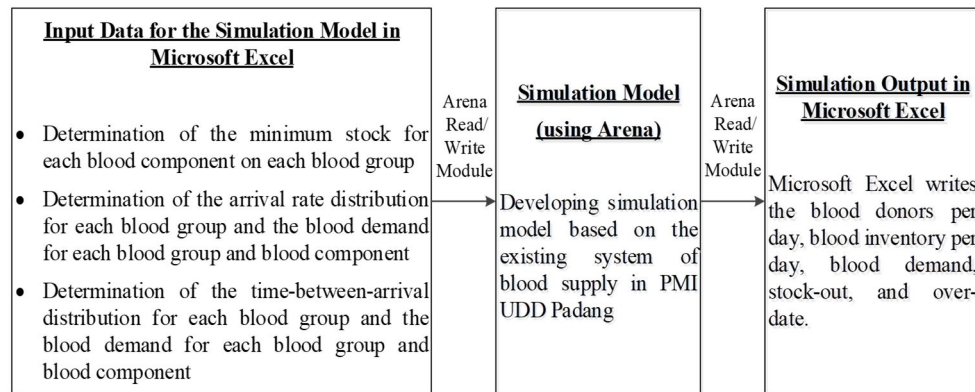 Input Data for the Simulation Model in
Microsoft Excel
• Determination of the minimum stock for
each blood component on each blood group
• Determination of the arrival rate distribution
for each blood group and the blood demand
for each blood group and blood component
• Determination of the time-between-arrival
distribution for each blood group and the
blood demand for each blood group and
blood component
Arena
Read/
Write
Module
Simulation Model
(using Arena)
Developing simulation
model based on the
existing system of
blood supply in PMI
UDD Padang
Arena
Read/
Write
Module
Simulation Output in
Microsoft Excel
Microsoft Excel writes
the blood donors per
day, blood inventory per
day, blood demand,
stock-out, and over-
date.